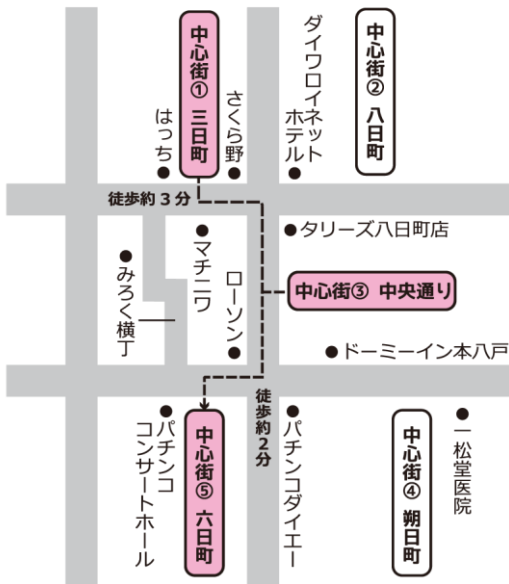 中心街① 三日町
中心街② 八日町
ダイワロイネット
ホテル
さくら野
はっち
徒歩約3分
タリーズ八日町店
マチニワ
みろく横丁
ローソン
中心街③ 中央通り
ドーミーイン本八戸
徒歩約2分
パチンコ
コンサートホール
中心街⑤ 六日町
パチンコダイエー
中心街④ 朔日町
一松堂医院